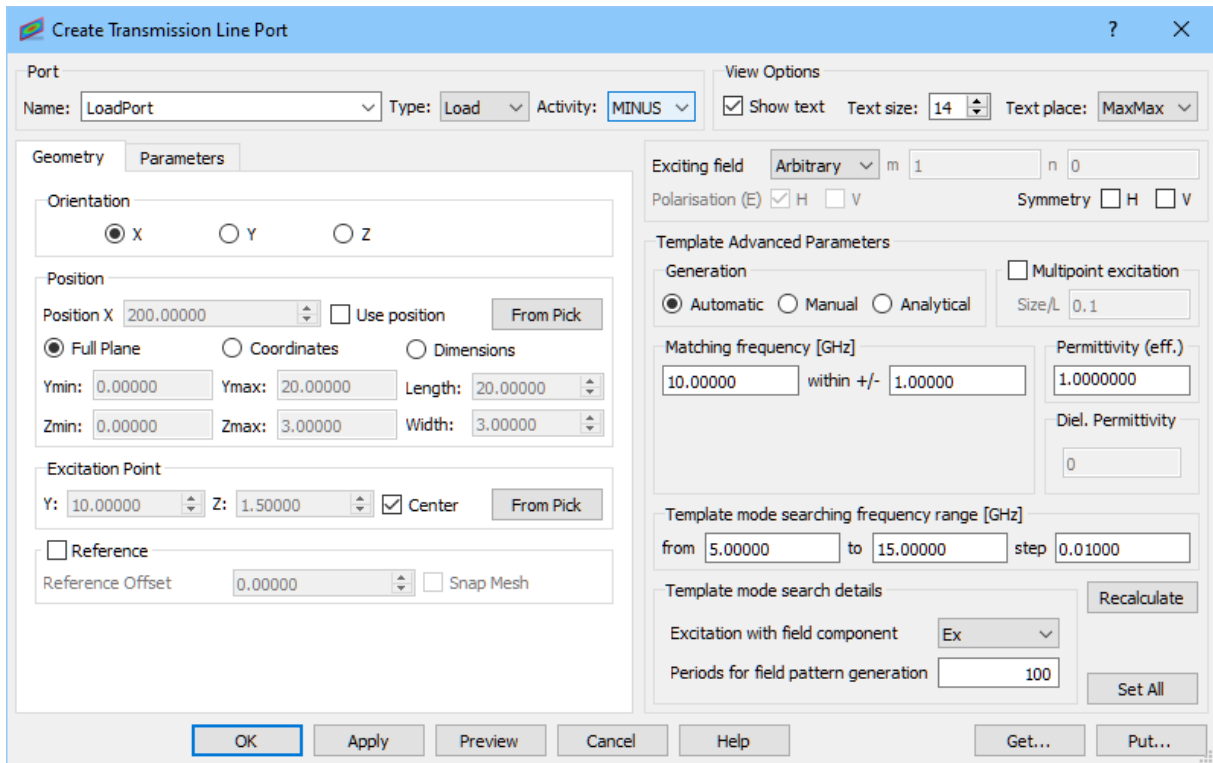 Create Transmission Line Port ?
Port
Name: LoadPort Type: Load Activity: MINUS
View Options
Show text Text size: 14 Text place: MaxMax
Geometry Parameters
Orientation
X Y Z
Position
Position X 200.00000 Use position From Pick
Full Plane Coordinates Dimensions
Ymin: 0.00000 Ymax: 20.00000 Length: 20.00000
Zmin: 0.00000 Zmax: 3.00000 Width: 3.00000
Excitation Point
Y: 10.00000 Z: 1.50000 Center From Pick
Reference
Reference Offset 0.00000 Snap Mesh
Exciting field Arbitrary m 1 n 0
Polarisation (E) H V Symmetry H V
Template Advanced Parameters
Generation
Automatic Manual Analytical
Multipoint excitation
Size/L 0.1
Matching frequency [GHz]
10.00000 within +/- 1.00000
Permittivity (eff.)
1.0000000
Diel. Permittivity
0
Template mode searching frequency range [GHz]
from 5.00000 to 15.00000 step 0.01000
Template mode search details
Excitation with field component Ex
Periods for field pattern generation 100
Recalculate
Set All
OK Apply Preview Cancel Help Get... Put...